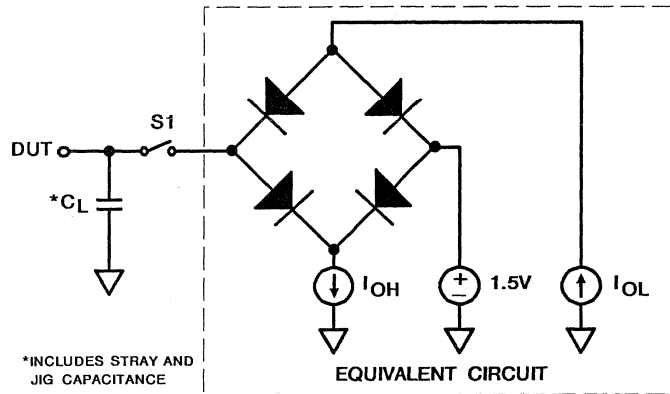 S1
DUT
*CL
IOH
+
−
1.5V
IOL
*INCLUDES STRAY AND
JIG CAPACITANCE
EQUIVALENT CIRCUIT